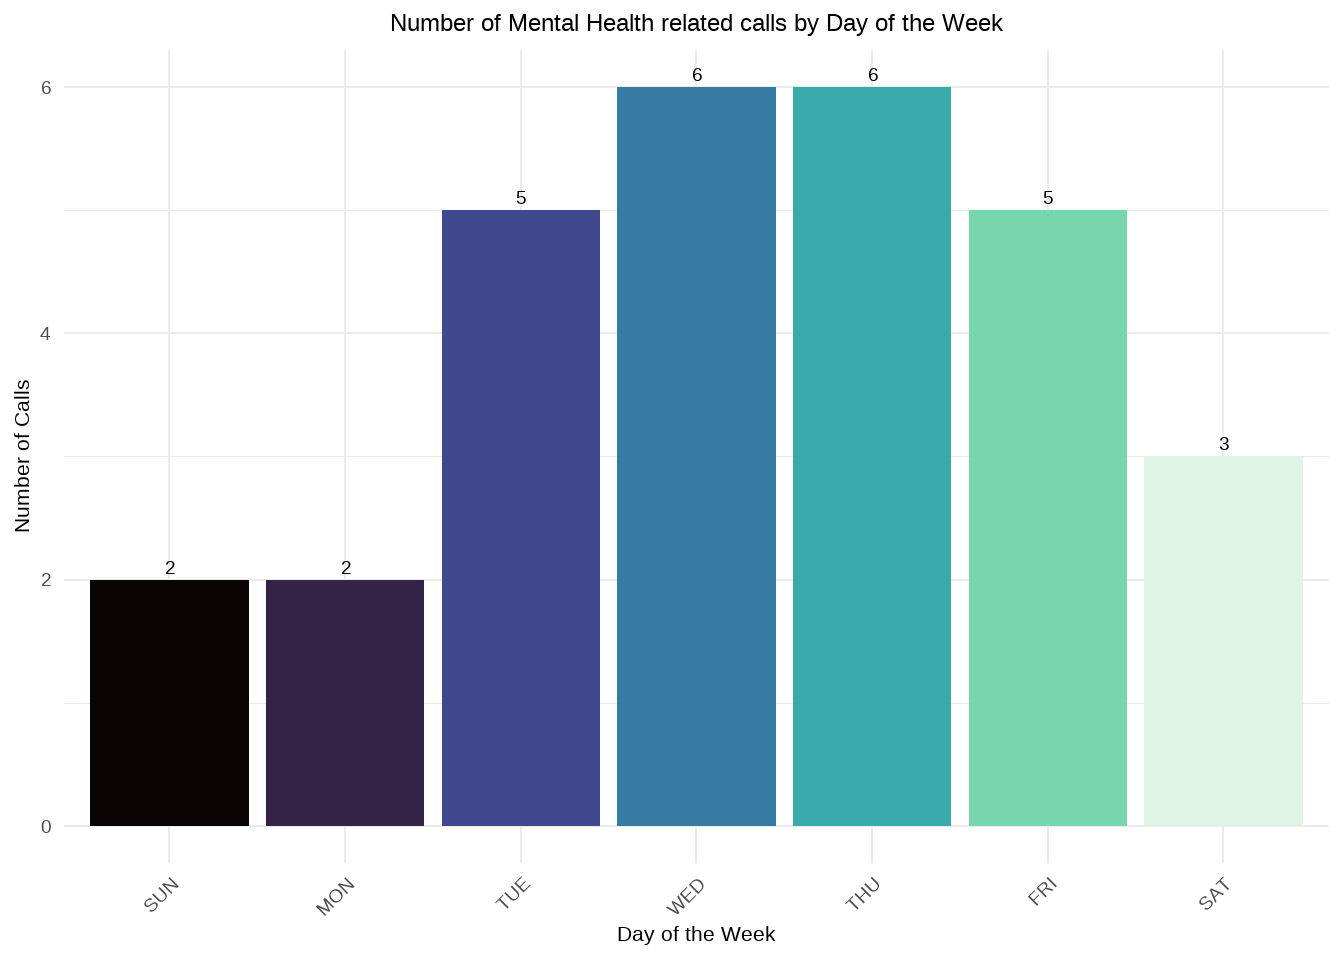 Number of Mental Health related calls by Day of the Week
Number of Calls
6
4
2
0
2
2
5
6
6
5
3
SUN
MON
TUE
WED
THU
FRI
SAT
Day of the Week